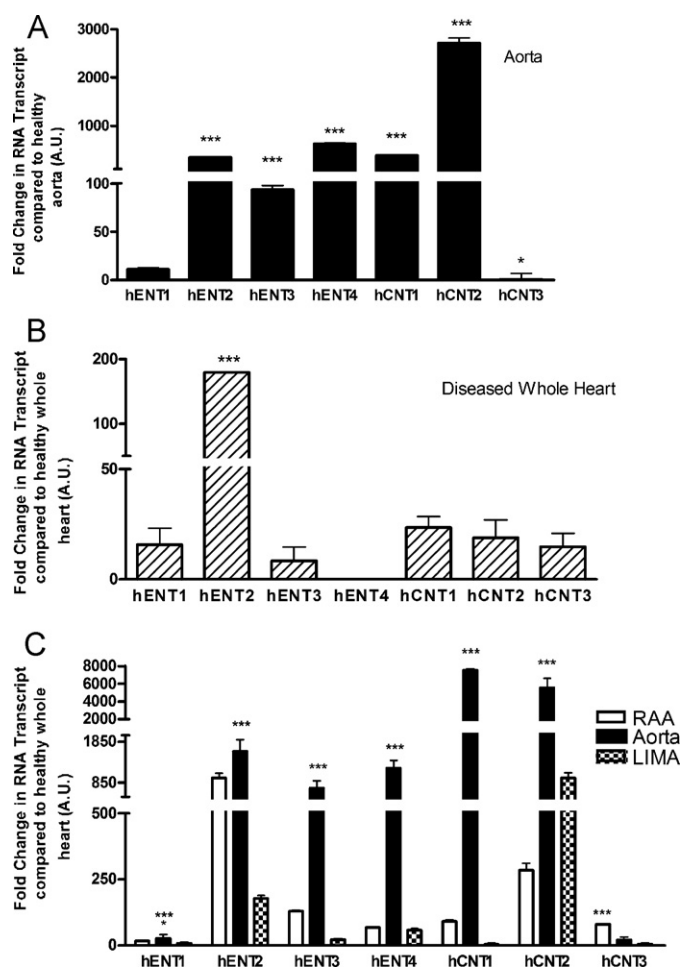 A
Fold Change in RNA Transcript
compared to healthy
aorta (A.U.)
3000
2000
1000
100
50
0
Aorta
***
***
***
***
***
*
hENT1 hENT2 hENT3 hENT4 hCNT1 hCNT2 hCNT3
B
Fold Change in RNA Transcript
compared to healthy whole
heart (A.U.)
200
100
50
0
***
Diseased Whole Heart
hENT1 hENT2 hENT3 hENT4 hCNT1 hCNT2 hCNT3
C
Fold Change in RNA Transcript
compared to healthy whole
heart (A.U.)
8000
6000
4000
2000
1850
850
500
250
0
***
*
***
***
***
***
***
***
RAA
Aorta
LIMA
hENT1 hENT2 hENT3 hENT4 hCNT1 hCNT2 hCNT3